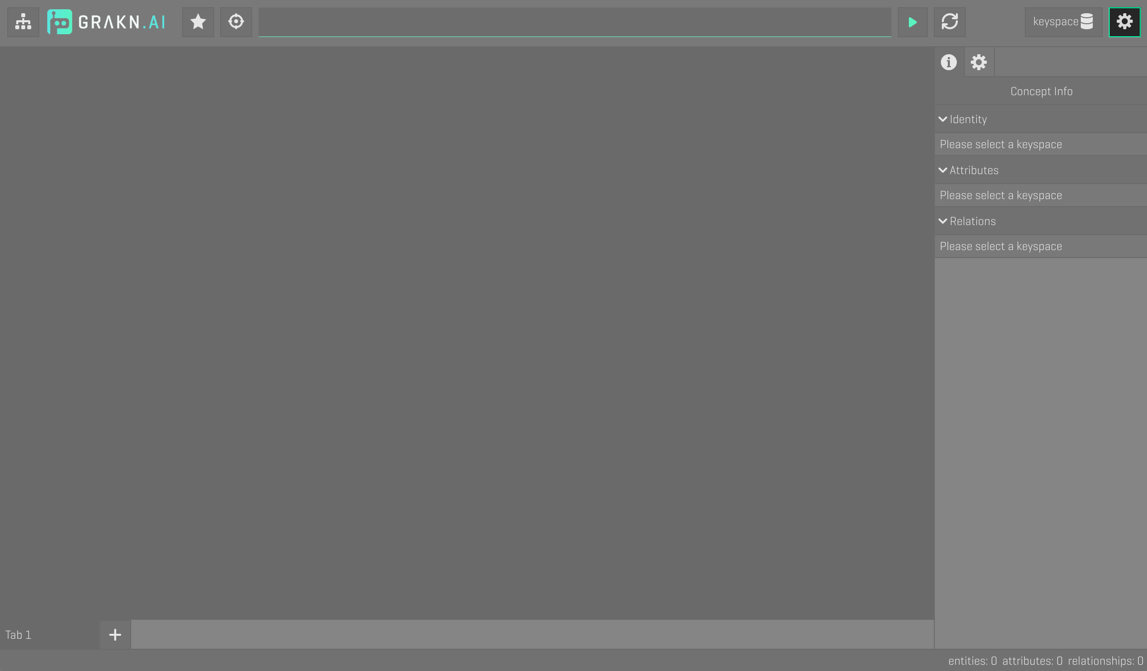 GRAKN.AI
keyspace
Concept Info
Identity
Please select a keyspace
Attributes
Please select a keyspace
Relations
Please select a keyspace
Tab 1
entities: 0 attributes: 0 relationships: 0